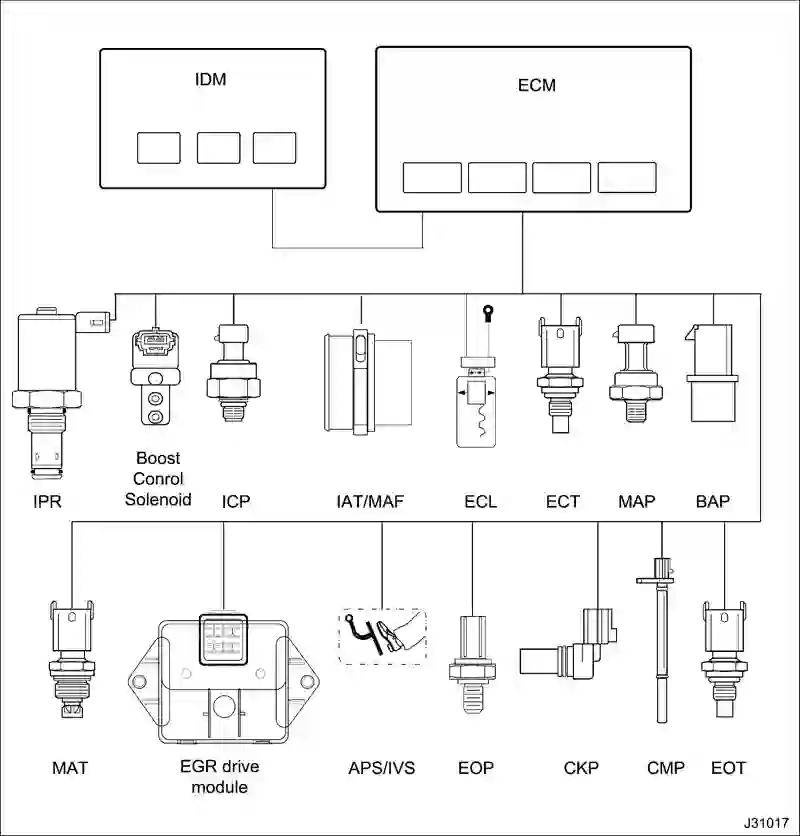 IDM
ECM
Boost
Conrol
Solenoid
IPR
ICP
IAT/MAF
ECL
ECT
MAP
BAP
MAT
EGR drive
module
APS/IVS
EOP
CKP
CMP
EOT
J31017